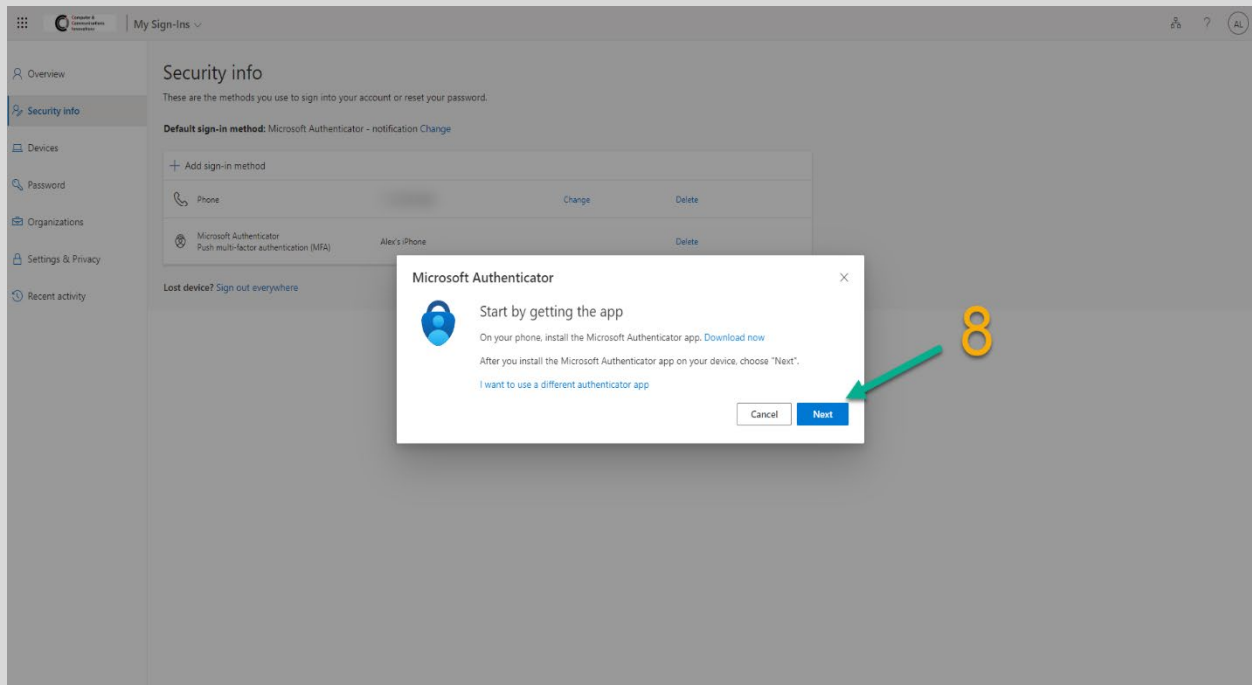 Compute &
Communications
Innovations
My Sign-Ins
?
AL
Overview
Security info
Devices
Password
Organizations
Settings & Privacy
Recent activity
Security info
These are the methods you use to sign into your account or reset your password.
Default sign-in method: Microsoft Authenticator - notification Change
+ Add sign-in method
Phone Change Delete
Microsoft Authenticator
Push multi-factor authentication (MFA) Alex's iPhone Delete
Lost device? Sign out everywhere
Microsoft Authenticator
Start by getting the app
On your phone, install the Microsoft Authenticator app. Download now
After you install the Microsoft Authenticator app on your device, choose "Next".
I want to use a different authenticator app
Cancel Next
8